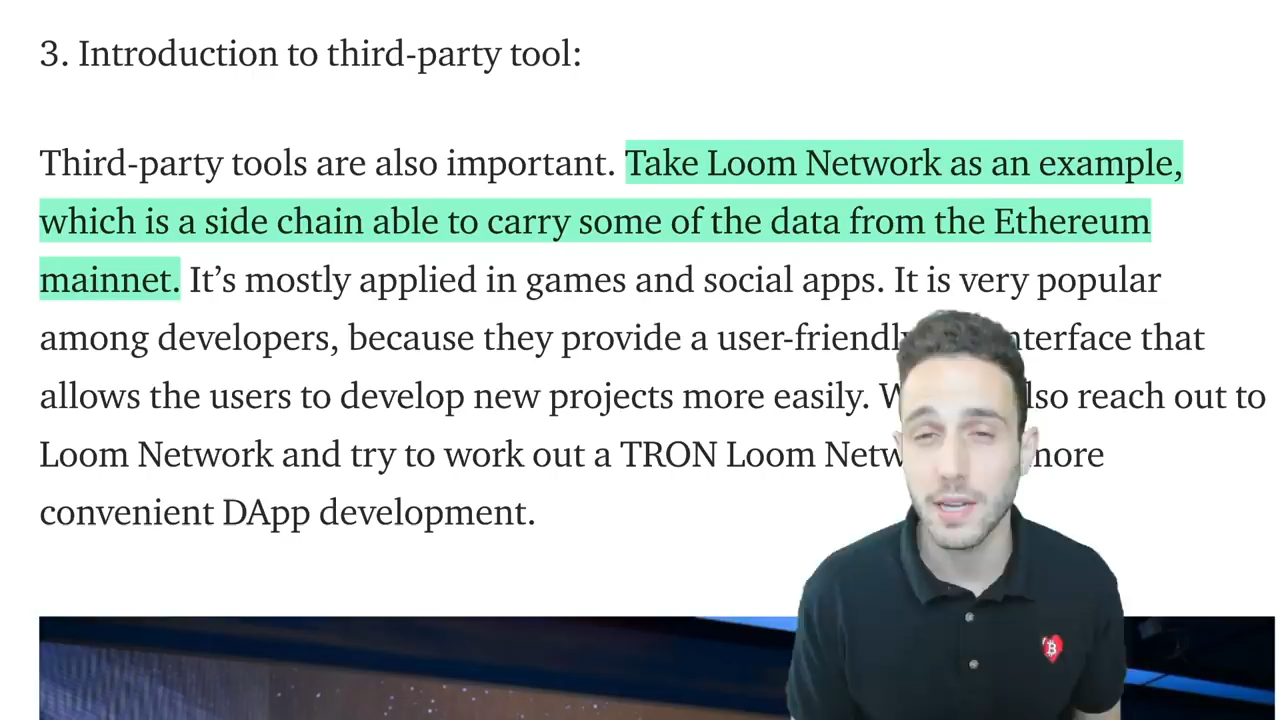 3. Introduction to third-party tool:
Third-party tools are also important. Take Loom Network as an example,
which is a side chain able to carry some of the data from the Ethereum
mainnet. It’s mostly applied in games and social apps. It is very popular
among developers, because they provide a user-friendly interface that
allows the users to develop new projects more easily. also reach out to
Loom Network and try to work out a TRON Loom more
convenient DApp development.